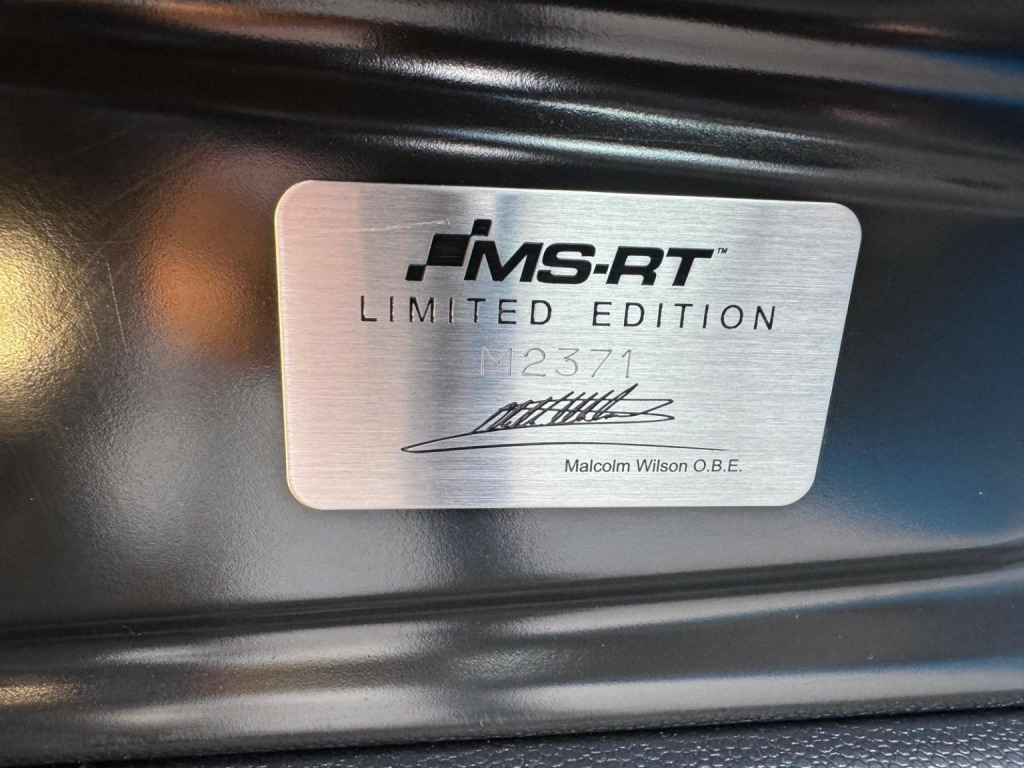 MS-RT™
LIMITED EDITION
M2371
Malcolm Wilson O.B.E.